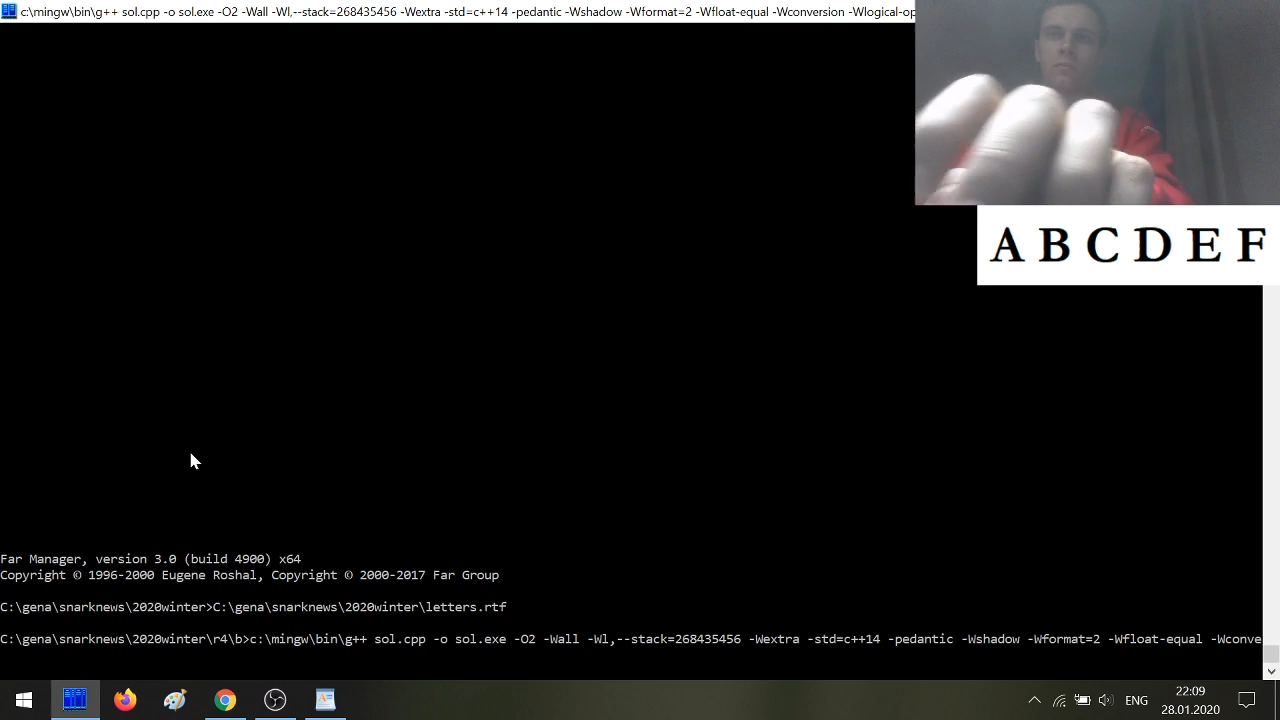 c:\mingw\bin\g++ sol.cpp -o sol.exe -O2 -Wall -Wl,--stack=268435456 -Wextra -std=c++14 -pedantic -Wshadow -Wformat=2 -Wfloat-equal -Wconversion -Wlogical-op
A B C D E F
Far Manager, version 3.0 (build 4900) x64
Copyright © 1996-2000 Eugene Roshal, Copyright © 2000-2017 Far Group
C:\gena\snarknews\2020winter>C:\gena\snarknews\2020winter\letters.rtf
C:\gena\snarknews\2020winter\r4\b>c:\mingw\bin\g++ sol.cpp -o sol.exe -O2 -Wall -Wl,--stack=268435456 -Wextra -std=c++14 -pedantic -Wshadow -Wformat=2 -Wfloat-equal -Wconve
ENG
22:09
28.01.2020